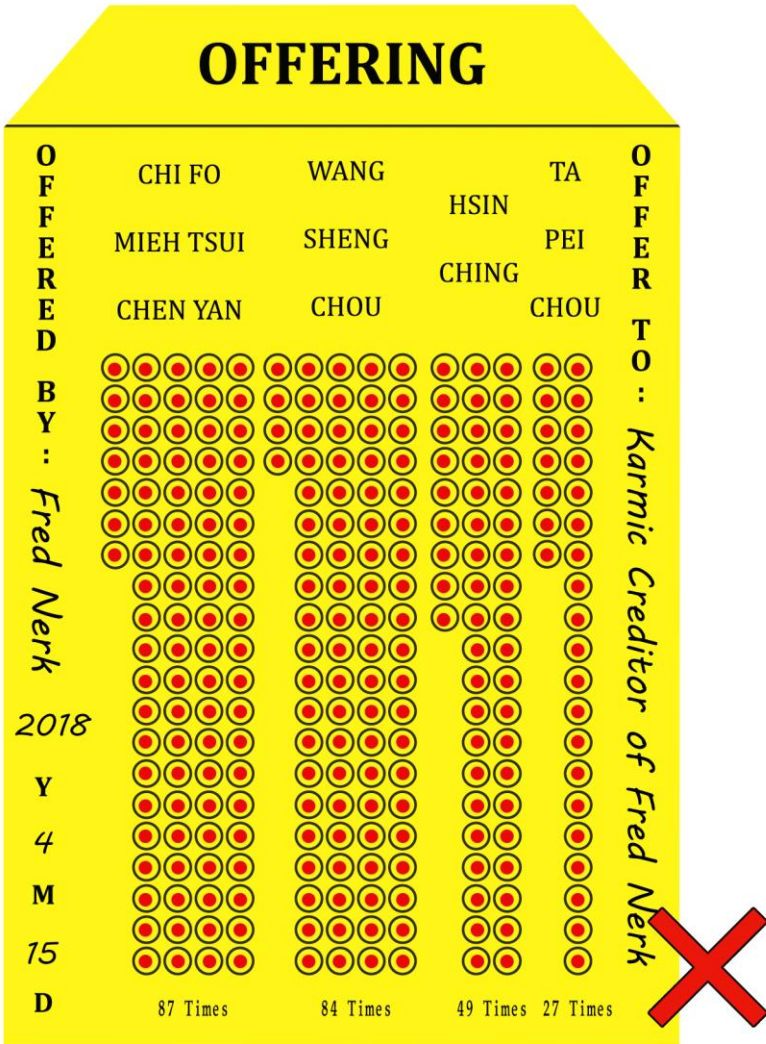 OFFERING
OFFERED BY : Fred Nerk 2018 Y 4 M 15 D
CHI FO
MIEH TSUI
CHEN YAN
87 Times
WANG
SHENG
CHOU
84 Times
HSIN
CHING
49 Times
TA
PEI
CHOU
27 Times
OFFER TO : Karmic Creditor of Fred Nerk